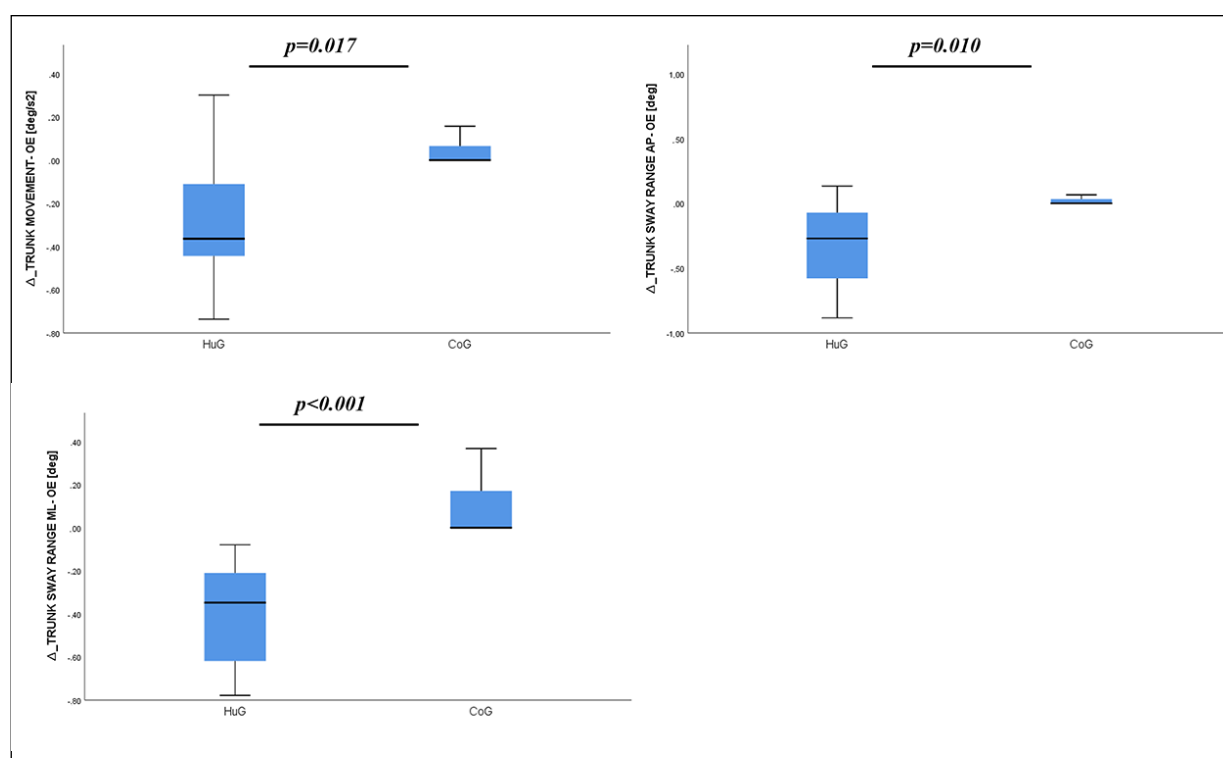 p=0.017
Δ_TRUNK MOVEMENT- OE [deg/s2]
.40
.20
.00
-.20
-.40
-.60
-.80
HuG CoG
p=0.010
Δ_TRUNK SWAY RANGE AP- OE [deg]
1,00
.50
.00
-.50
-1,00
HuG CoG
p<0.001
Δ_TRUNK SWAY RANGE ML- OE [deg]
.40
.20
.00
-.20
-.40
-.60
-.80
HuG CoG